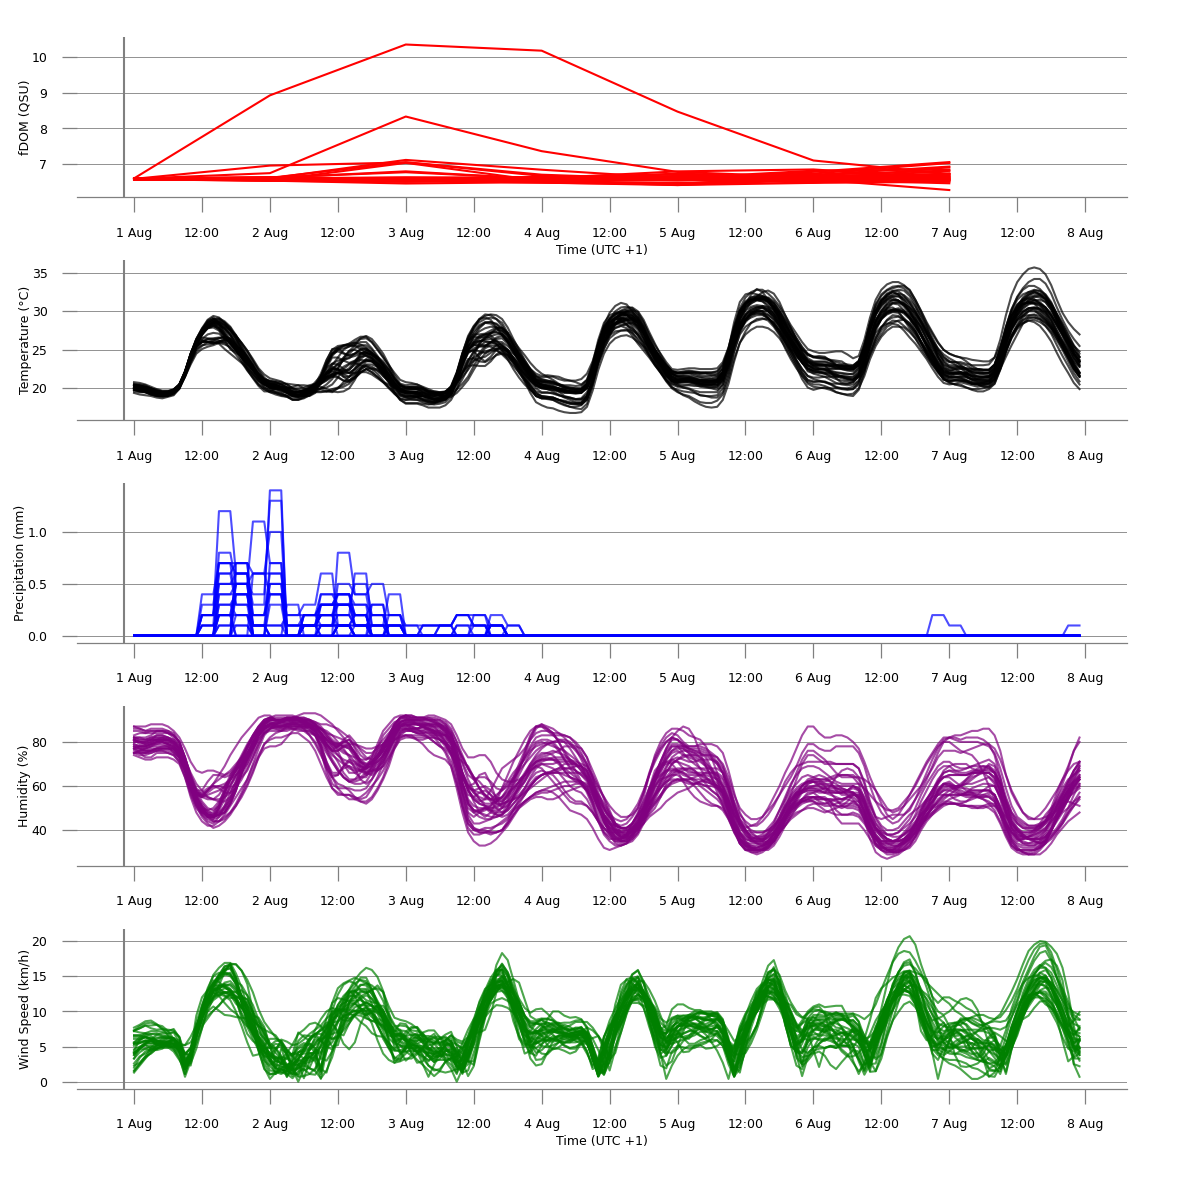 10
9
8
7
fDOM (QSU)
1 Aug 12:00 2 Aug 12:00 3 Aug 12:00 4 Aug 12:00 5 Aug 12:00 6 Aug 12:00 7 Aug 12:00 8 Aug
Time (UTC +1)
35
30
25
20
Temperature (°C)
1 Aug 12:00 2 Aug 12:00 3 Aug 12:00 4 Aug 12:00 5 Aug 12:00 6 Aug 12:00 7 Aug 12:00 8 Aug
1.0
0.5
0.0
Precipitation (mm)
1 Aug 12:00 2 Aug 12:00 3 Aug 12:00 4 Aug 12:00 5 Aug 12:00 6 Aug 12:00 7 Aug 12:00 8 Aug
80
60
40
Humidity (%)
1 Aug 12:00 2 Aug 12:00 3 Aug 12:00 4 Aug 12:00 5 Aug 12:00 6 Aug 12:00 7 Aug 12:00 8 Aug
20
15
10
5
0
Wind Speed (km/h)
1 Aug 12:00 2 Aug 12:00 3 Aug 12:00 4 Aug 12:00 5 Aug 12:00 6 Aug 12:00 7 Aug 12:00 8 Aug
Time (UTC +1)